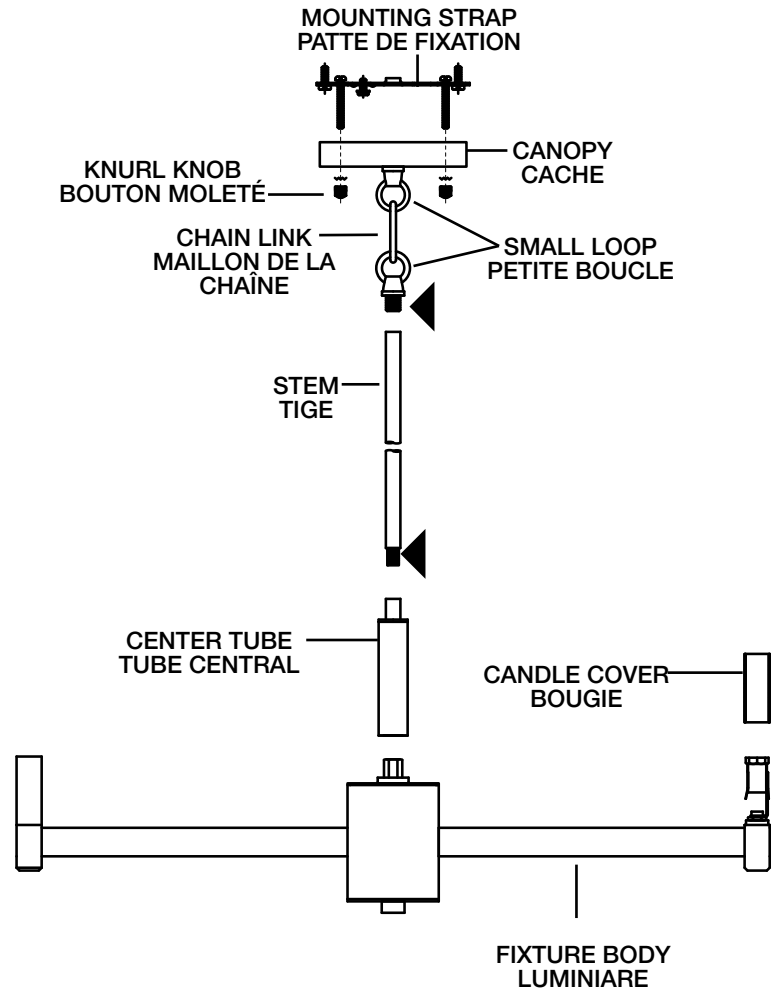 MOUNTING STRAP
PATTE DE FIXATION
CANOPY
CACHE
KNURL KNOB
BOUTON MOLETÉ
CHAIN LINK
MAILLON DE LA
CHAÎNE
SMALL LOOP
PETITE BOUCLE
STEM
TIGE
CENTER TUBE
TUBE CENTRAL
CANDLE COVER
BOUGIE
FIXTURE BODY
LUMINIARE